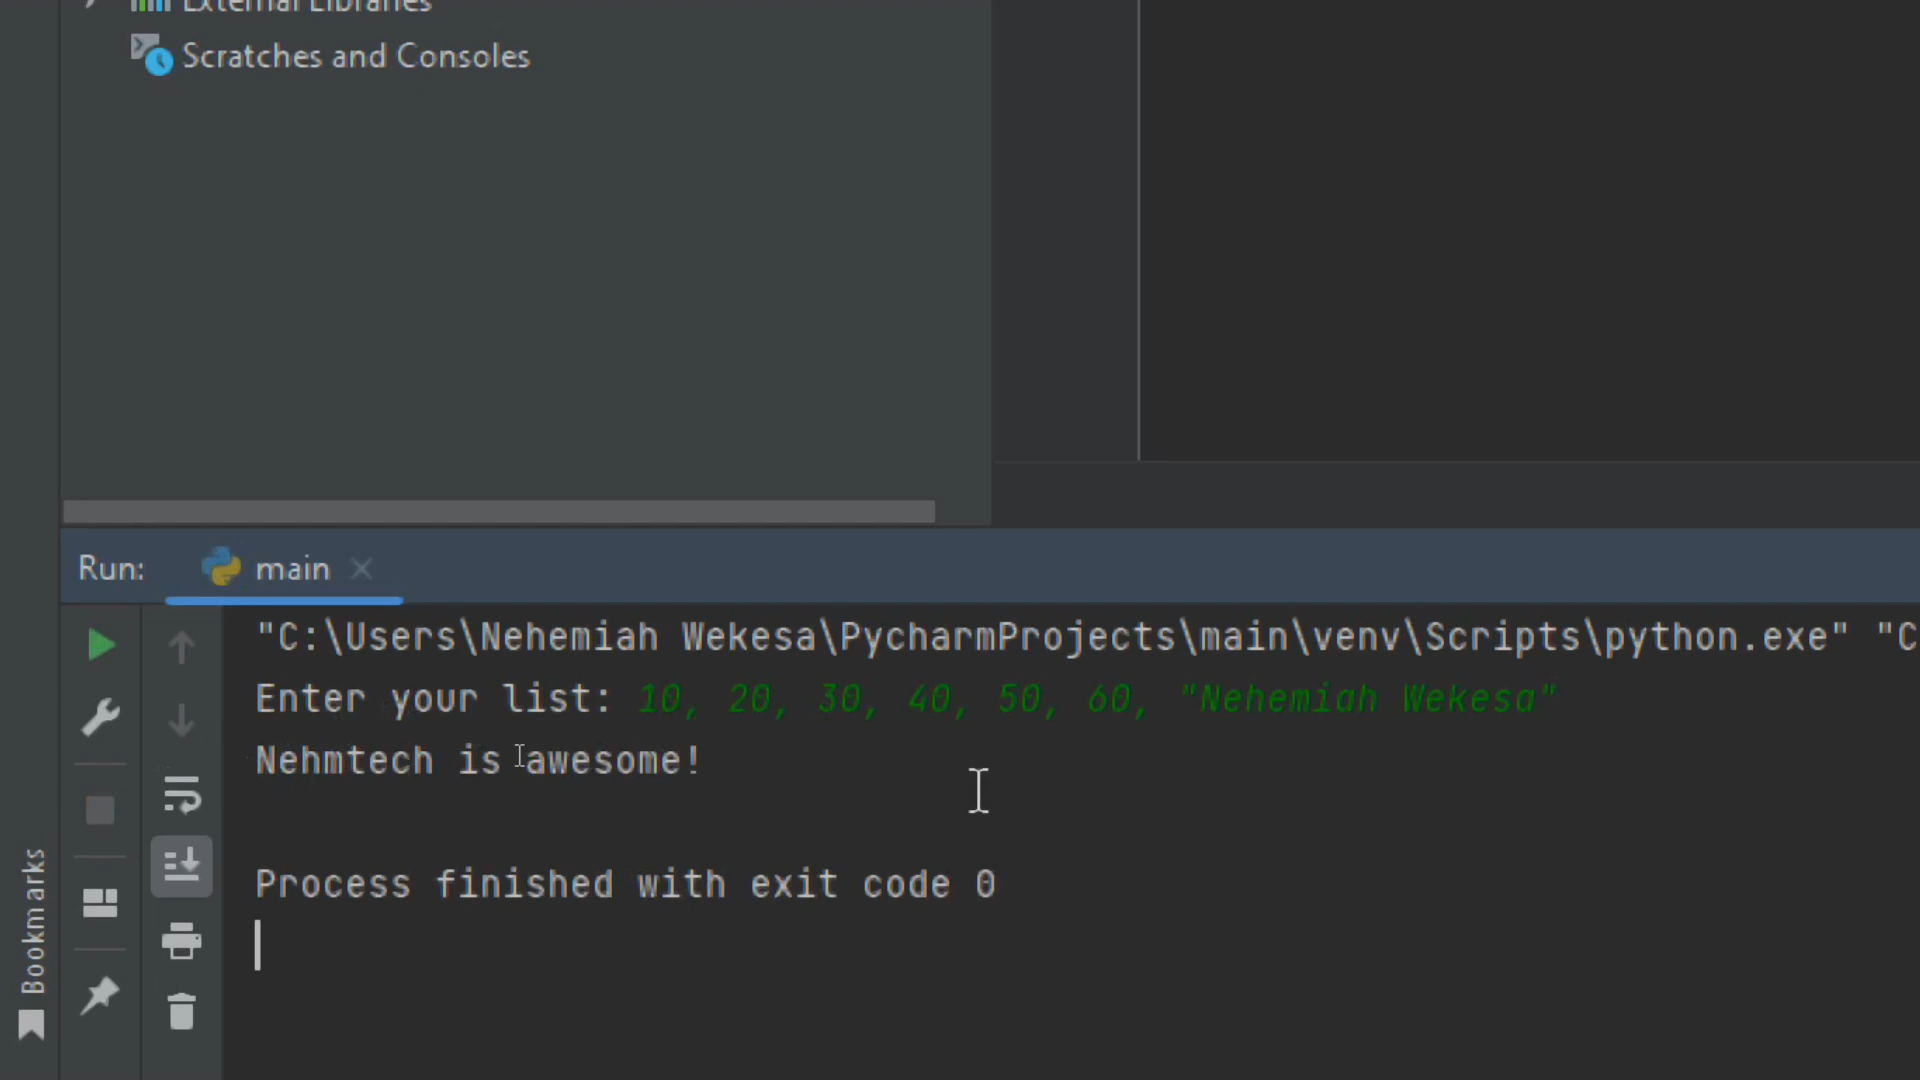 External Libraries
Scratches and Consoles
Run: main
"C:\Users\Nehemiah Wekesa\PycharmProjects\main\venv\Scripts\python.exe" "C
Enter your list: 10, 20, 30, 40, 50, 60, "Nehemiah Wekesa"
Nehmtech is awesome!
Process finished with exit code 0
Bookmarks